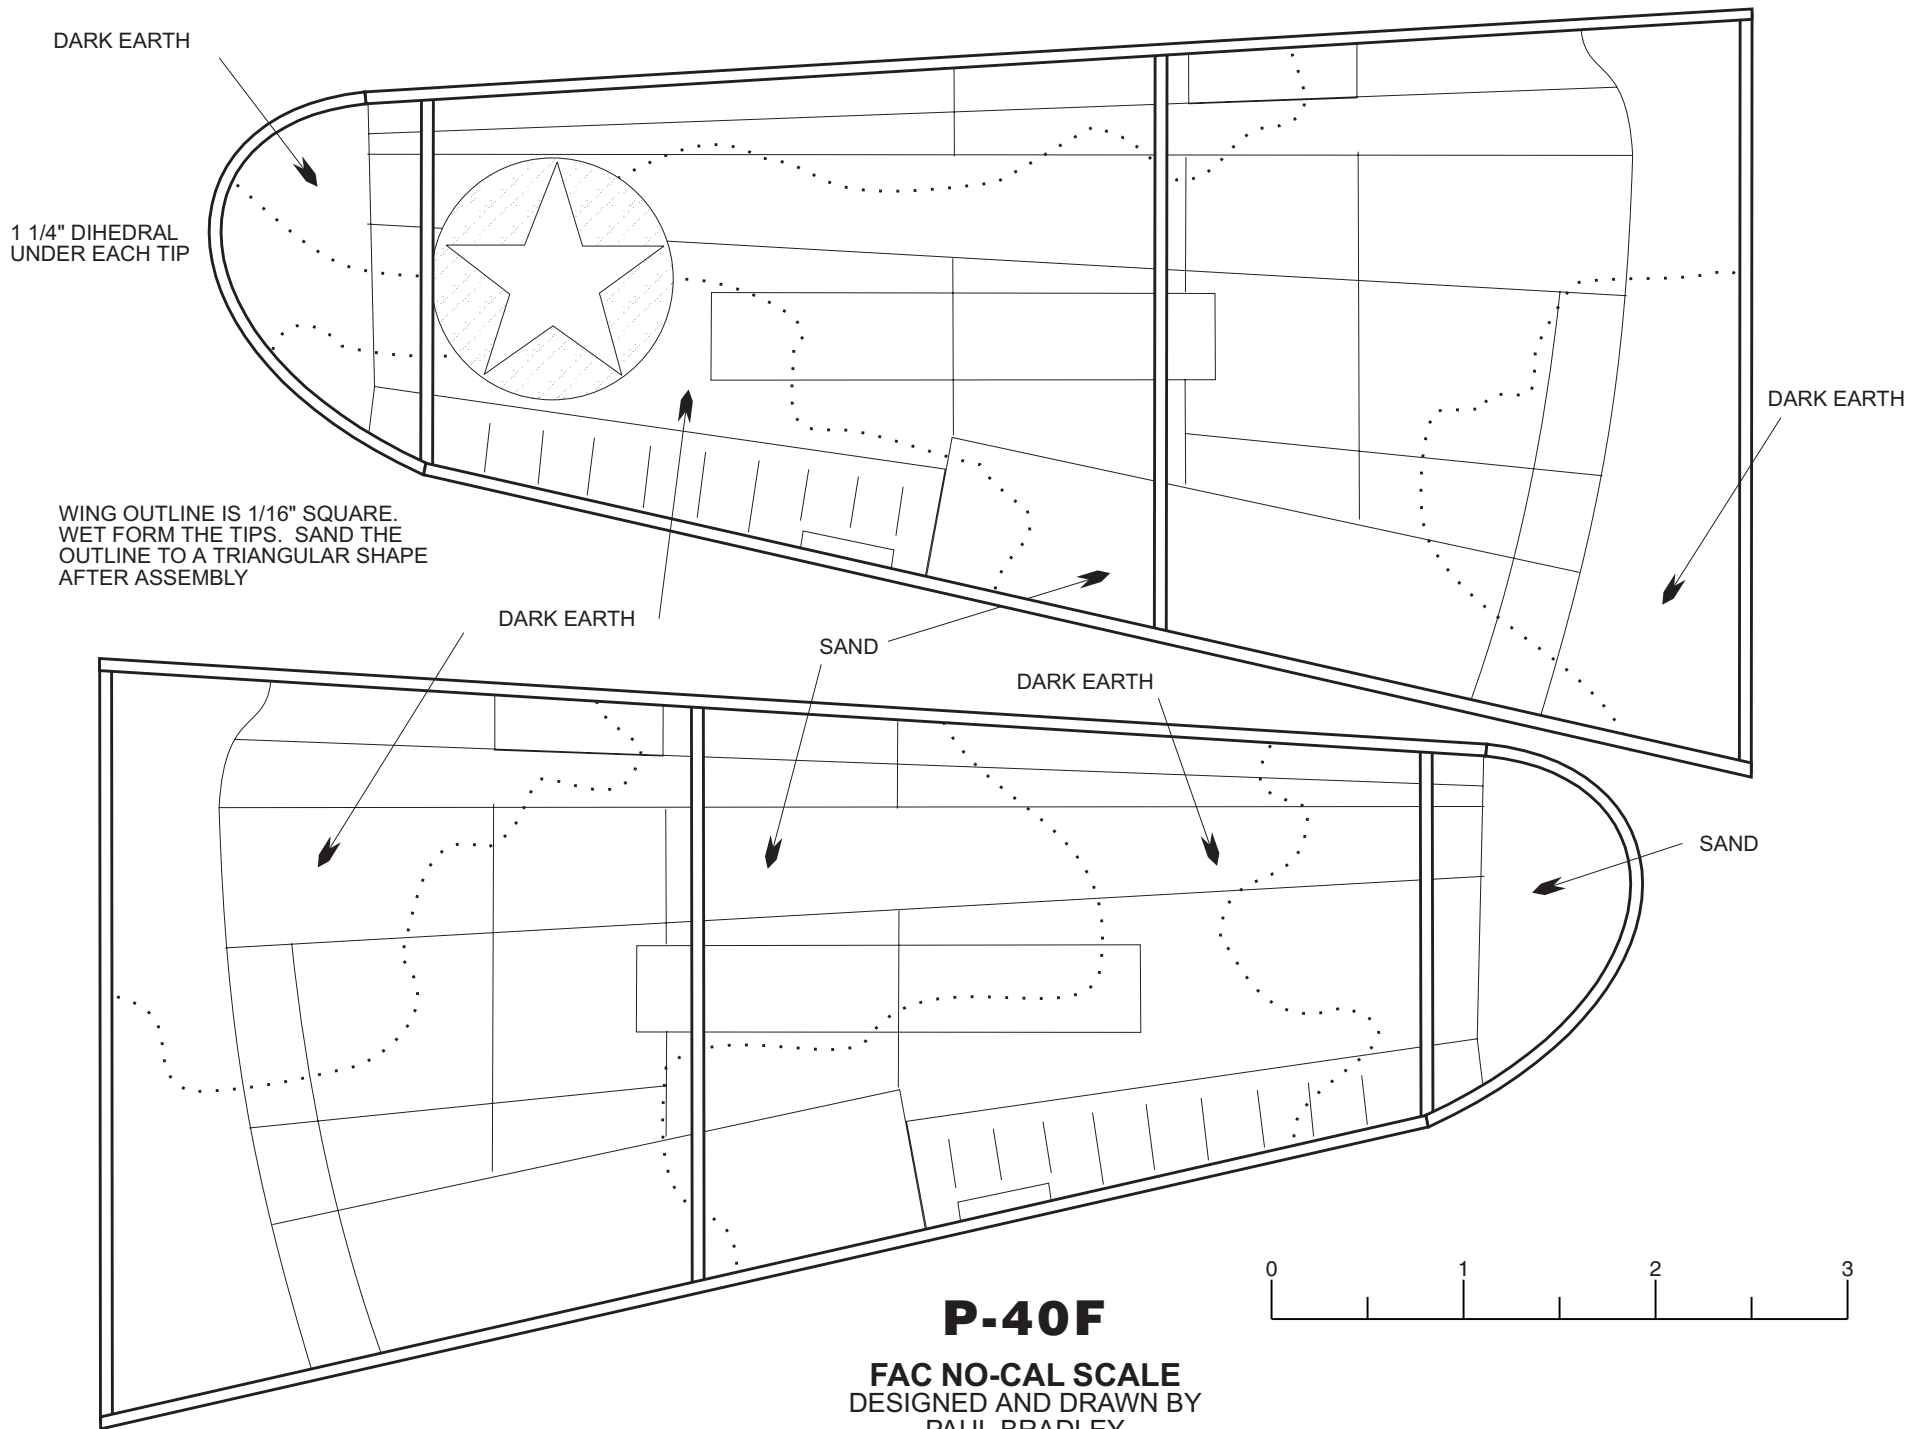 DARK EARTH
1 1/4" DIHEDRAL
UNDER EACH TIP
DARK EARTH
WING OUTLINE IS 1/16" SQUARE.
WET FORM THE TIPS.  SAND THE
OUTLINE TO A TRIANGULAR SHAPE
AFTER ASSEMBLY
DARK EARTH
SAND
DARK EARTH
SAND
0 1 2 3
P-40F
FAC NO-CAL SCALE
DESIGNED AND DRAWN BY
PAUL BRADLEY